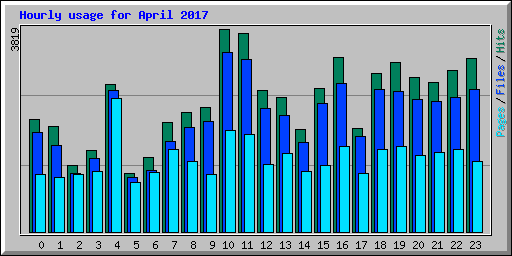 Hourly usage for April 2017
3819
Pages/Files/Hits
0 1 2 3 4 5 6 7 8 9 10 11 12 13 14 15 16 17 18 19 20 21 22 23